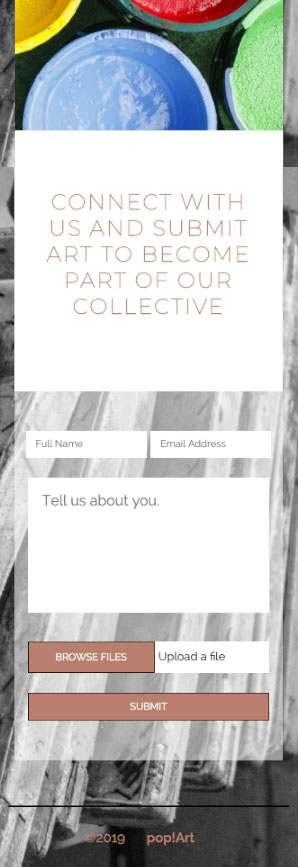 CONNECT WITH
US AND SUBMIT
ART TO BECOME
PART OF OUR
COLLECTIVE
Full Name Email Address
Tell us about you.
BROWSE FILES Upload a file
SUBMIT
©2019 pop!Art